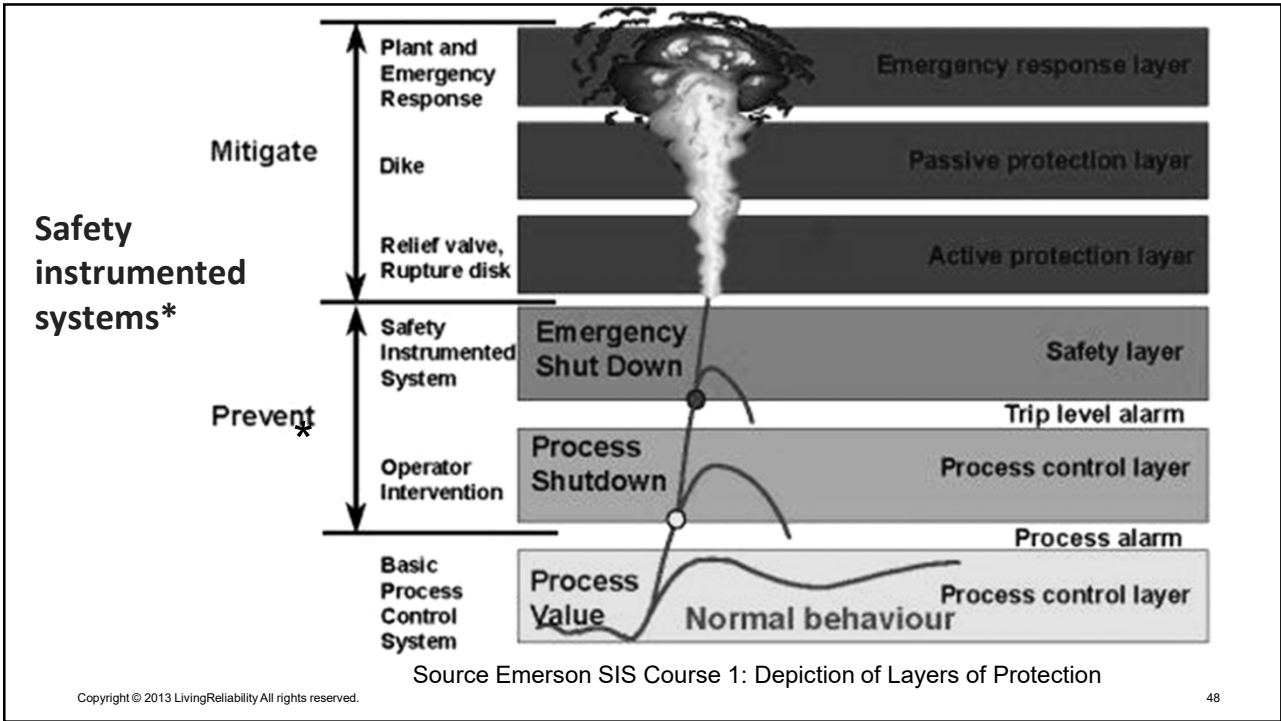 Safety
instrumented
systems*
Mitigate
Prevent
*
Plant and
Emergency
Response
Emergency response layer
Dike
Passive protection layer
Relief valve,
Rupture disk
Active protection layer
Safety
Instrumented
System
Emergency
Shut Down
Safety layer
Trip level alarm
Operator
Intervention
Process
Shutdown
Process control layer
Process alarm
Basic
Process
Control
System
Process
Value
Normal behaviour
Process control layer
Source Emerson SIS Course 1: Depiction of Layers of Protection
Copyright © 2013 LivingReliability All rights reserved.
48